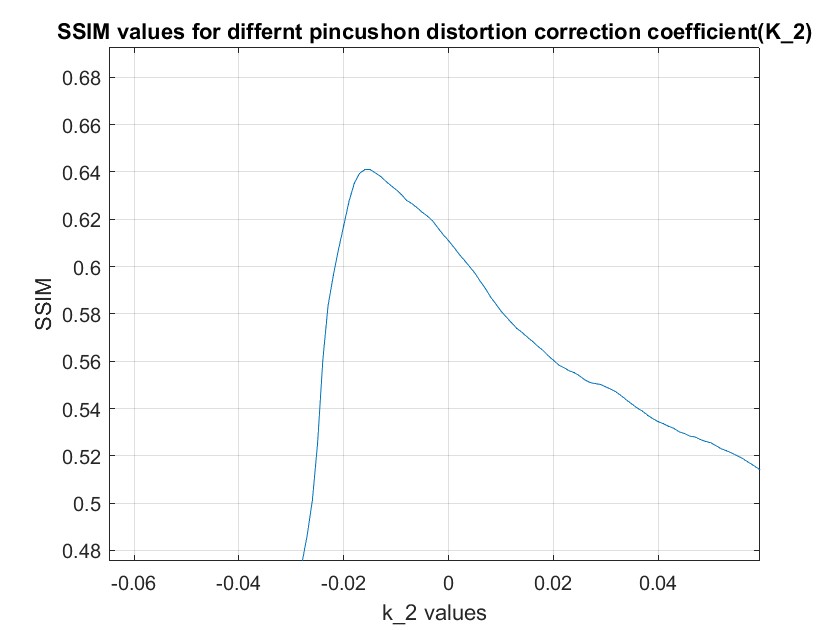 SSIM values for differnt pincushon distortion correction coefficient(K_2)
0.68
0.66
0.64
0.62
0.6
0.58
0.56
0.54
0.52
0.5
0.48
SSIM
-0.06 -0.04 -0.02 0 0.02 0.04
k_2 values